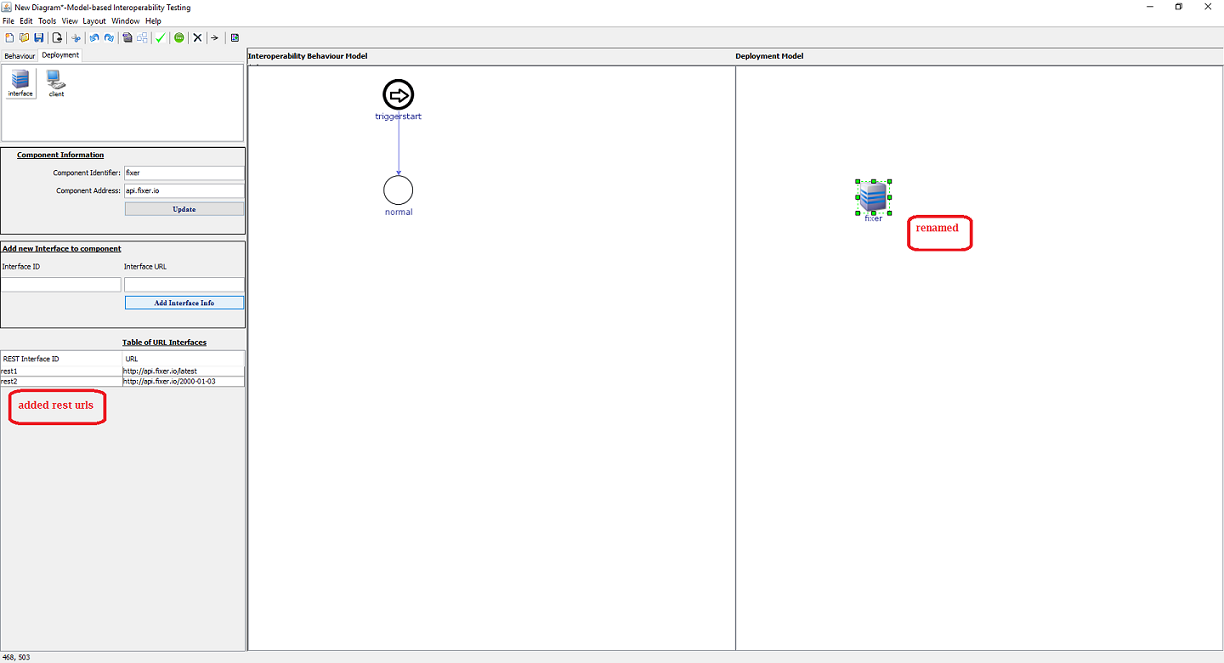 New Diagram*-Model-based Interoperability Testing
File Edit Tools View Layout Window Help
Behaviour Deployment
interface client
Component Information
Component Identifier: fixer
Component Address: api.fixer.io
Update
Add new Interface to component
Interface ID Interface URL
Add Interface Info
Table of URL Interfaces
REST Interface ID URL
rest1 http://api.fixer.io/latest
rest2 http://api.fixer.io/2000-01-03
added rest urls
Interoperability Behaviour Model
triggerstart
normal
Deployment Model
fixer
renamed
468, 503